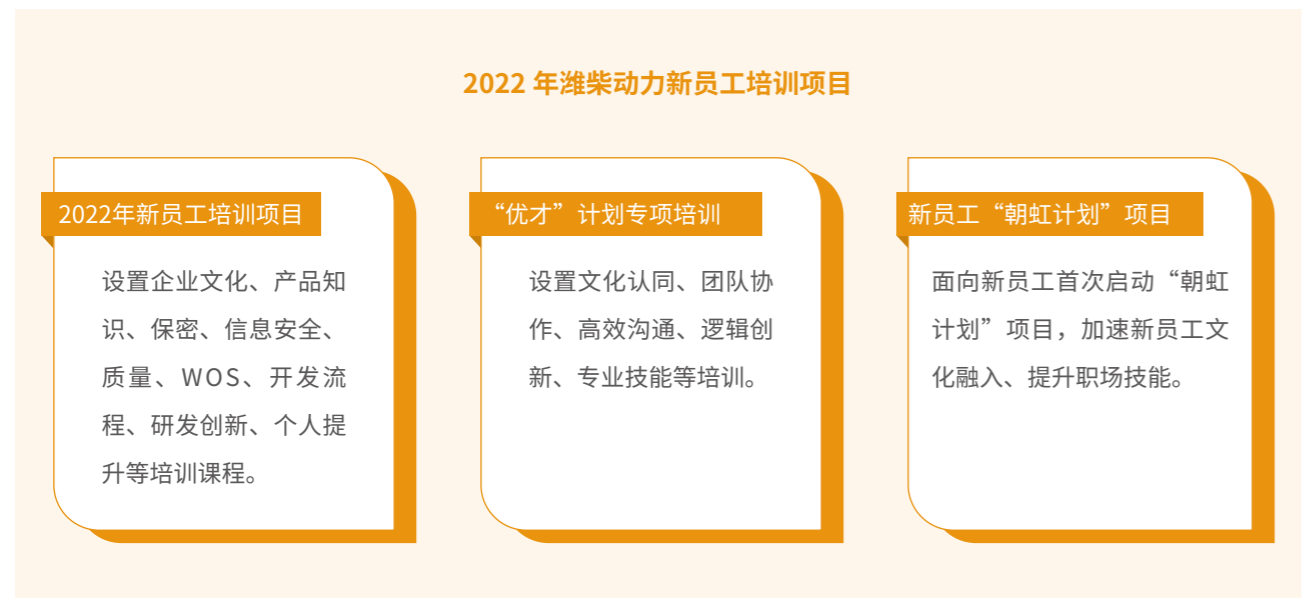 2022 年潍柴动力新员工培训项目
2022年新员工培训项目
设置企业文化、产品知
识、保密、信息安全、
质量、WOS、开发流
程、研发创新、个人提
升等培训课程。
“优才”计划专项培训
设置文化认同、团队协
作、高效沟通、逻辑创
新、专业技能等培训。
新员工“朝虹计划”项目
面向新员工首次启动“朝虹
计划”项目，加速新员工文
化融入、提升职场技能。